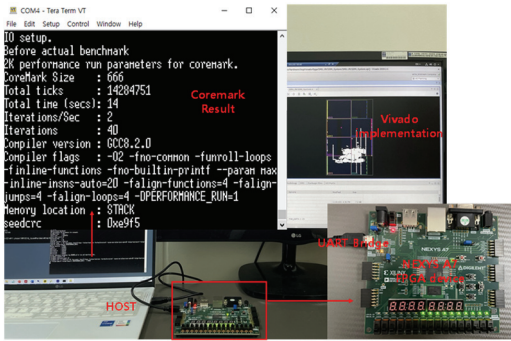 COM4 - Tera Term VT
File Edit Setup Control Window Help
IO setup.
Before actual benchmark
2K performance run parameters for coremark.
CoreMark Size : 666
Total ticks : 14284751
Total time (secs): 14
Iterations/Sec : 2
Iterations : 40
Compiler version : GCC8.2.0
Compiler flags : -O2 -fno-common -funroll-loops
-finline-functions -fno-builtin-printf --param max
-inline-insns-auto=20 -falign-functions=4 -falign-
jumps=4 -falign-loops=4 -DPERFORMANCE_RUN=1
Memory location : STACK
seedcrc : 0xe9f5
Coremark
Result
Vivado
Implementation
HOST
UART Bridge
NEXYS A7
NEXYS A7
FPGA device
XILINX
DIGILENT
LG